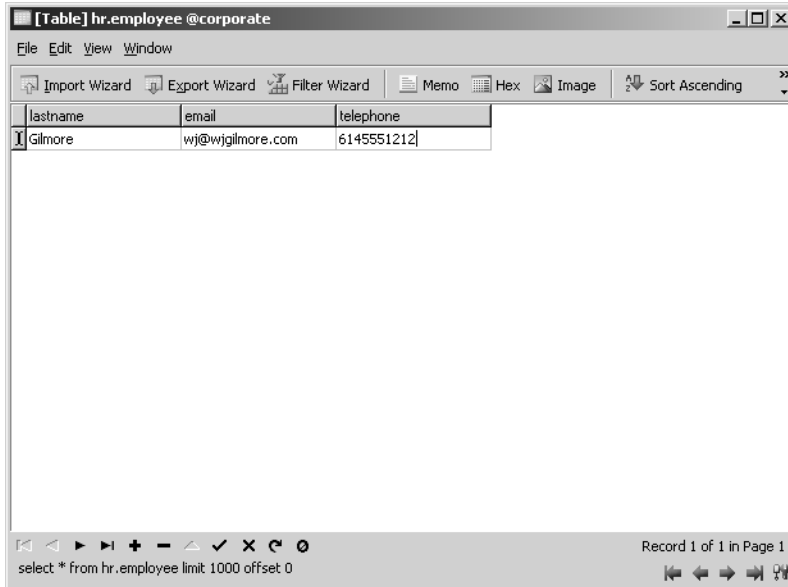 [Table] hr.employee @corporate
File Edit View Window
Import Wizard Export Wizard Filter Wizard Memo Hex Image Sort Ascending
lastname email telephone
Gilmore wj@wjgilmore.com 6145551212
Record 1 of 1 in Page 1
select * from hr.employee limit 1000 offset 0